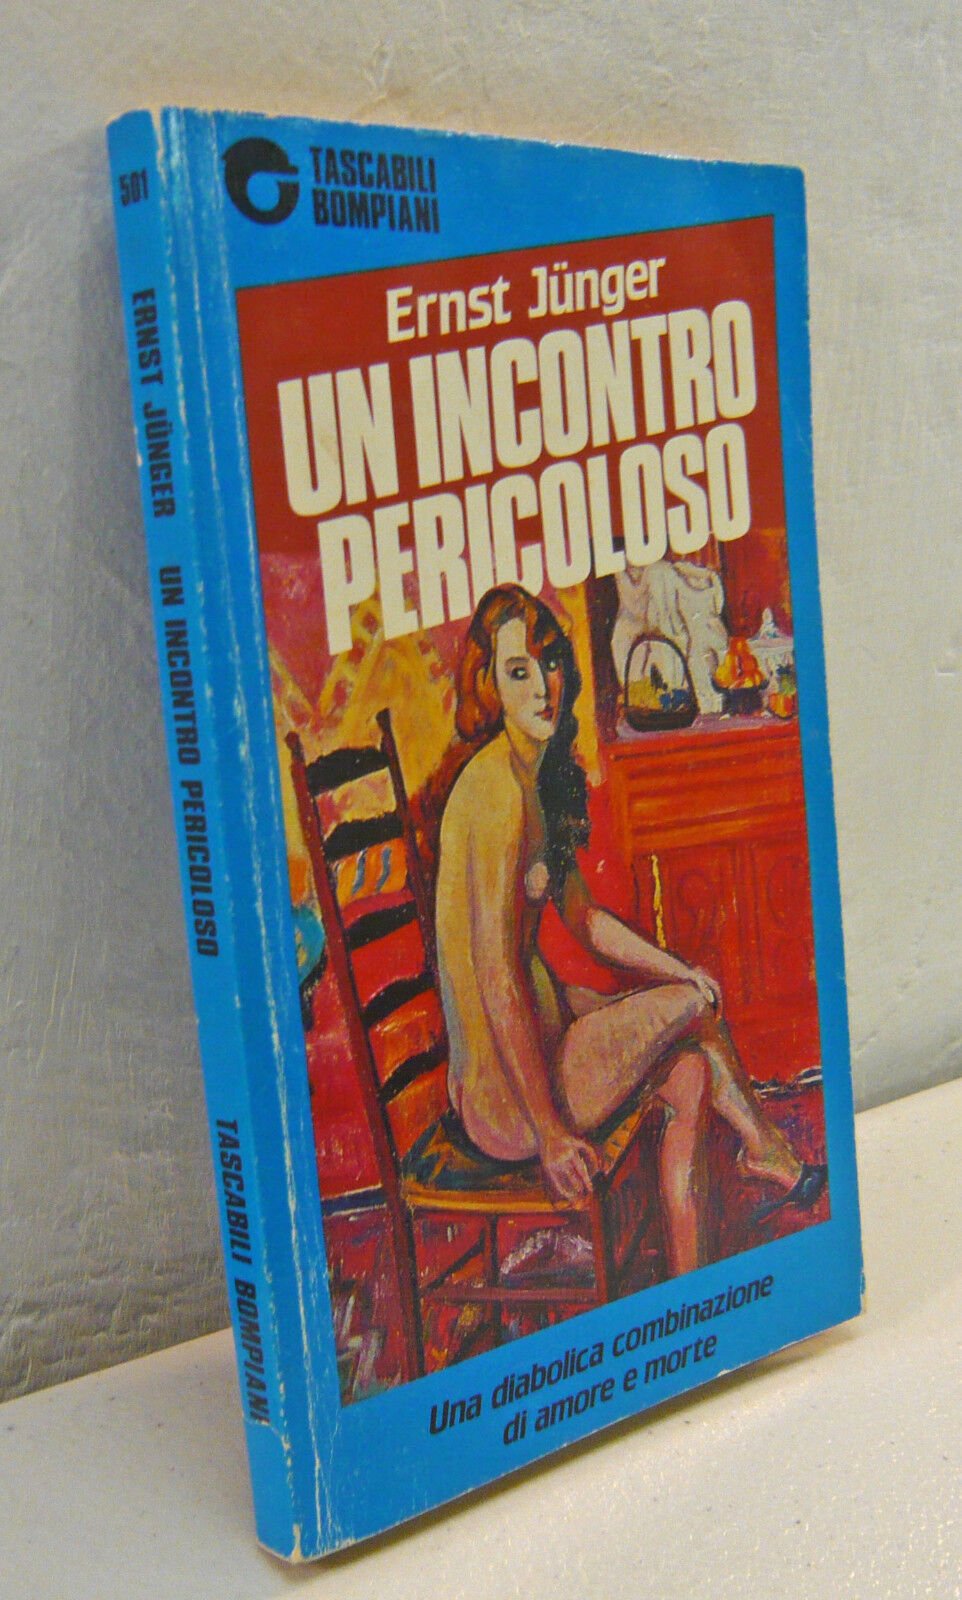 TASCABILI
BOMPIANI
Ernst Jünger
UN INCONTRO
PERICOLOSO
Una diabolica combinazione
di amore e morte
501 ERNST JÜNGER UN INCONTRO PERICOLOSO TASCABILI BOMPIANI